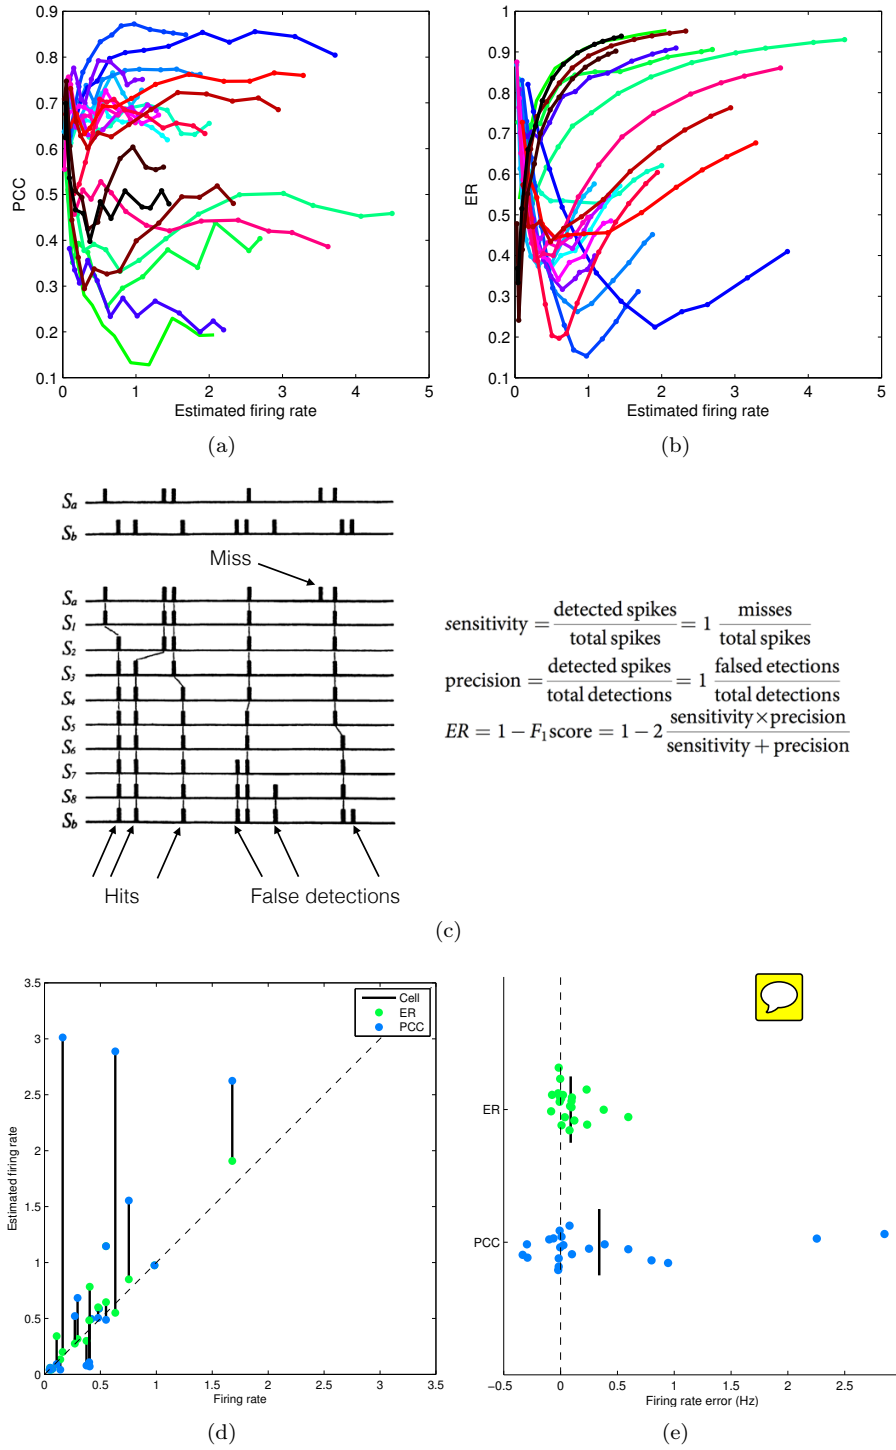 0.9
0.8
0.7
0.6
0.5
0.4
0.3
0.2
0.1
PCC
0 1 2 3 4 5
Estimated firing rate
(a)
1
0.9
0.8
0.7
0.6
0.5
0.4
0.3
0.2
0.1
ER
0 1 2 3 4 5
Estimated firing rate
(b)
Sa
Sb
Miss
Sa
S1
S2
S3
S4
S5
S6
S7
S8
Sb
Hits False detections
sensitivity = detected spikes / total spikes = 1 misses / total spikes
precision = detected spikes / total detections = 1 falsed etections / total detections
ER = 1 − F1score = 1 − 2 sensitivity × precision / sensitivity + precision
(c)
3.5
3
2.5
2
1.5
1
0.5
0
Estimated firing rate
Cell
ER
PCC
0 0.5 1 1.5 2 2.5 3 3.5
Firing rate
(d)
ER
PCC
−0.5 0 0.5 1 1.5 2 2.5
Firing rate error (Hz)
(e)